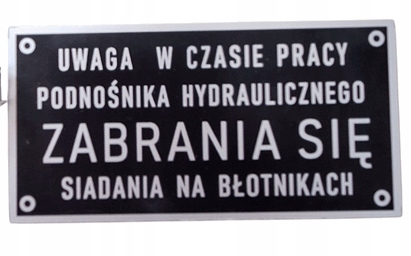 UWAGA W CZASIE PRACY
PODNOŚNIKA HYDRAULICZNEGO
ZABRANIA SIĘ
SIADANIA NA BŁOTNIKACH